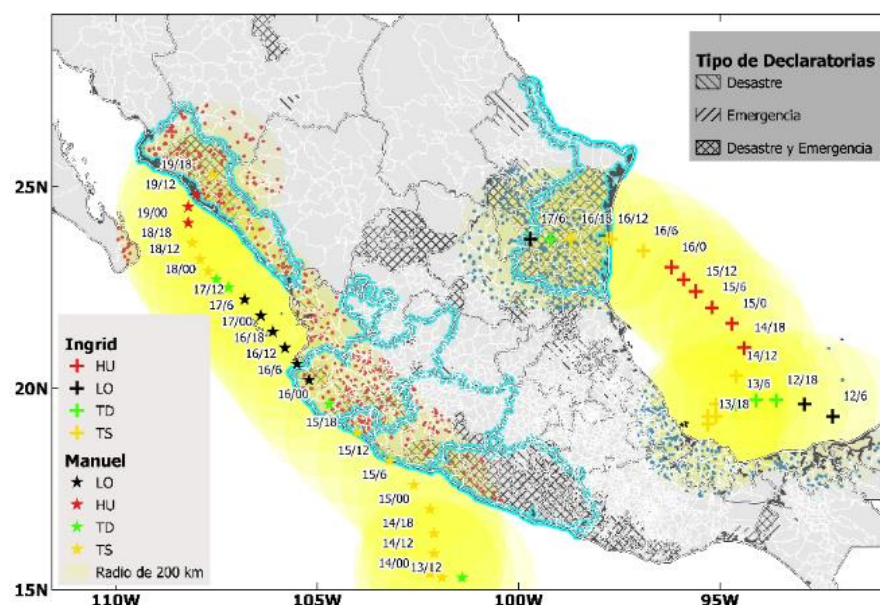 Tipo de Declaratorias
Desastre
Emergencia
Desastre y Emergencia
25N
20N
15N
110W
105W
100W
95W
19/18
19/12
19/00
18/18
18/12
18/00
17/12
17/6
17/00
16/18
16/12
16/6
16/00
15/18
15/12
15/6
15/00
14/18
14/12
14/00
13/12
17/6
16/18
16/12
16/6
16/0
15/12
15/6
15/0
14/18
14/12
13/6
13/18
12/18
12/6
Ingrid
HU
LO
TD
TS
Manuel
LO
HU
TD
TS
Radio de 200 km